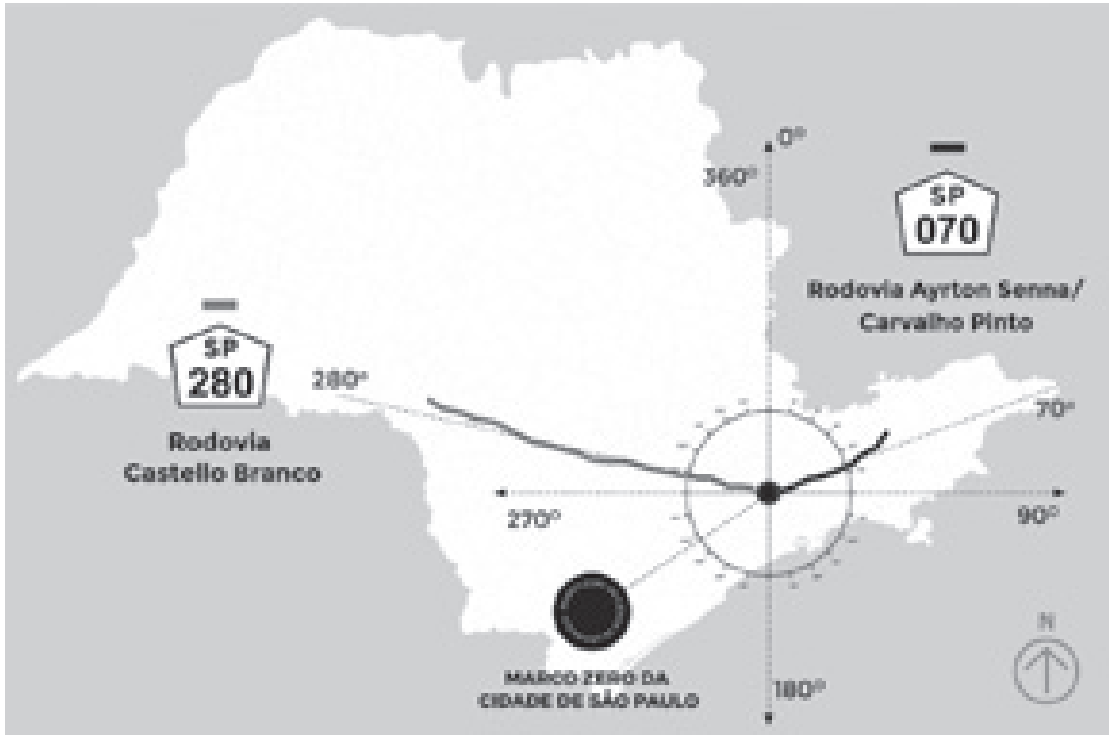 0º
360º
SP
070
Rodovia Ayrton Senna/
Carvalho Pinto
SP
280
Rodovia
Castello Branco
280º
70º
270º
90º
MARCO ZERO DA
CIDADE DE SÃO PAULO
180º
N